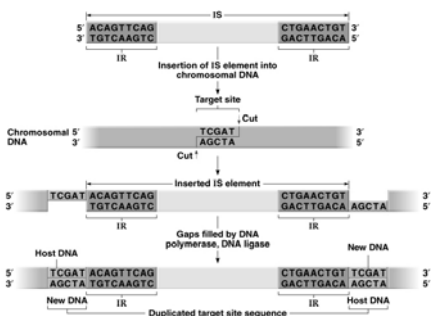 IS
5′ ACAGTTCAG CTGAACTGT 3′
3′ TGTCAAGTC GACTTGACA 5′
IR IR
Insertion of IS element into
chromosomal DNA
Target site
Cut
Chromosomal 5′ TCGAT 3′
DNA 3′ AGCTA 5′
Cut
Inserted IS element
5′ TCGAT ACAGTTCAG CTGAACTGT 3′
3′ TGTCAAGTC GACTTGACA AGCTA 5′
IR IR
Gaps filled by DNA
polymerase, DNA ligase
Host DNA New DNA
5′ TCGAT ACAGTTCAG CTGAACTGT TCGAT 3′
3′ AGCTA TGTCAAGTC GACTTGACA AGCTA 5′
New DNA IR IR Host DNA
Duplicated target site sequence